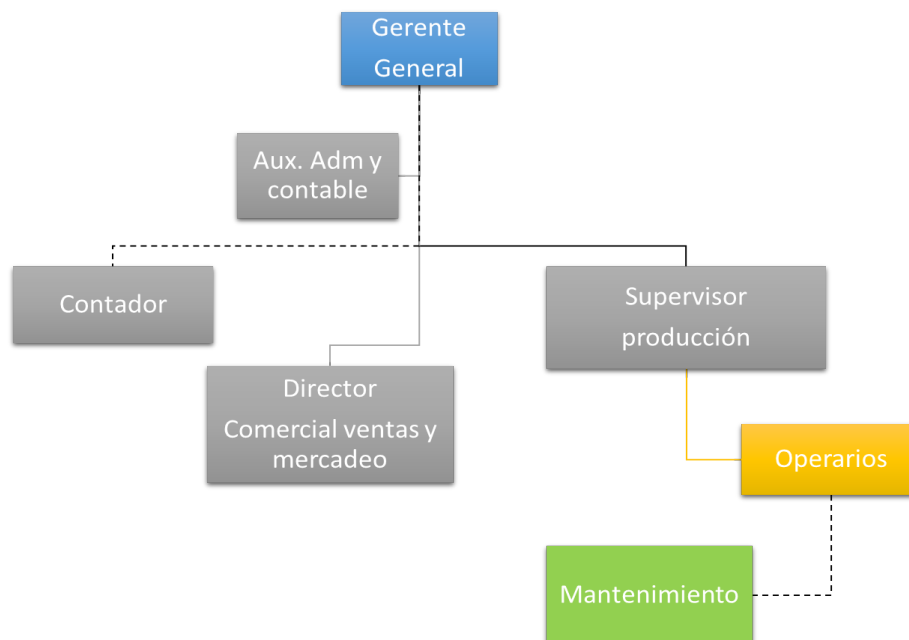 Gerente
General
Aux. Adm y
contable
Contador
Supervisor
producción
Director
Comercial ventas y
mercadeo
Operarios
Mantenimiento